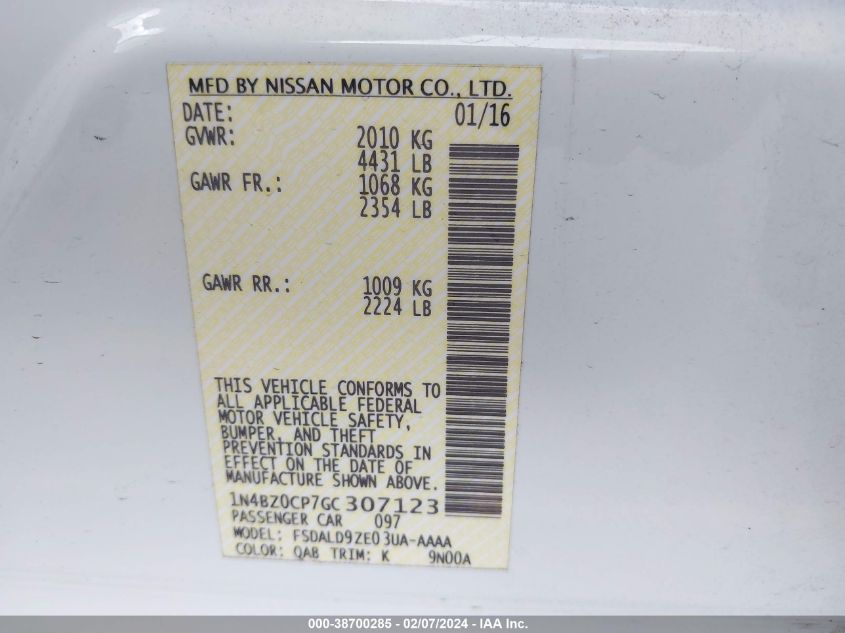 MFD BY NISSAN MOTOR CO., LTD.
DATE: 01/16
GVWR: 2010 KG
4431 LB
GAWR FR.: 1068 KG
2354 LB
GAWR RR.: 1009 KG
2224 LB
THIS VEHICLE CONFORMS TO
ALL APPLICABLE FEDERAL
MOTOR VEHICLE SAFETY,
BUMPER, AND THEFT
PREVENTION STANDARDS IN
EFFECT ON THE DATE OF
MANUFACTURE SHOWN ABOVE.
1N4BZ0CP7GC307123
PASSENGER CAR 097
MODEL: FSDALD9ZE03UA-AAAA
COLOR: QAB TRIM: K 9N00A
000-38700285 - 02/07/2024 - IAA Inc.